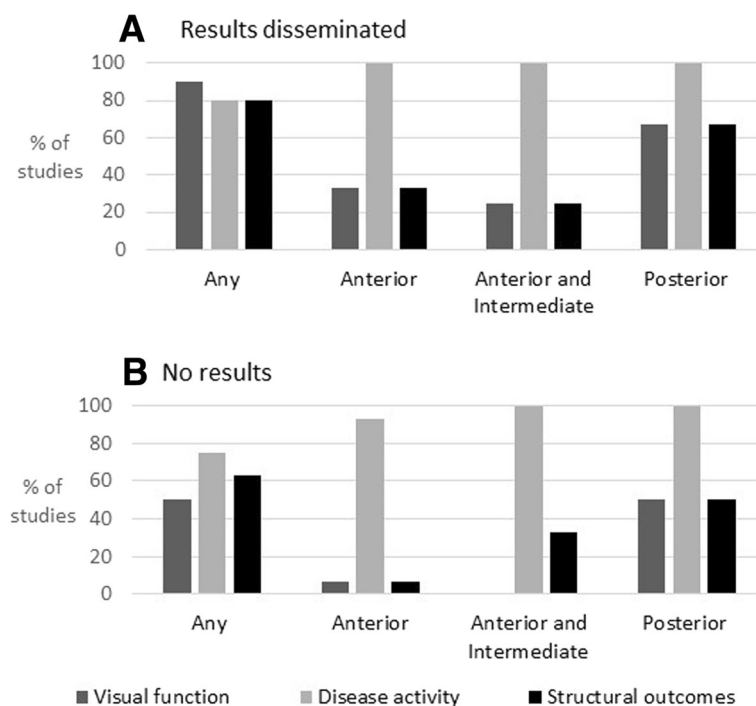 A Results disseminated
100
80
60
40
20
0
% of
studies
Any Anterior Anterior and Posterior
Intermediate
B No results
100
80
60
40
20
0
% of
studies
Any Anterior Anterior and Posterior
Intermediate
Visual function Disease activity Structural outcomes